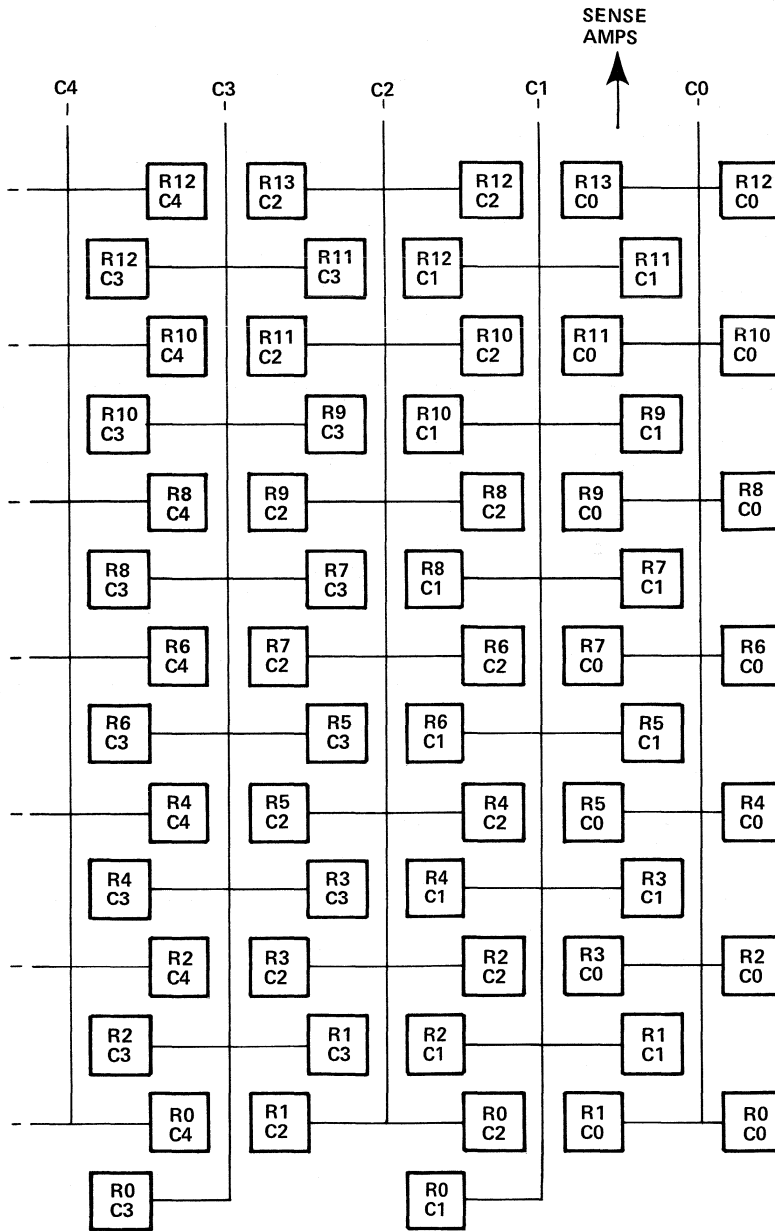 SENSE
AMPS
C4 C3 C2 C1 C0
R12 R13 R12 R13 R12
C4 C2 C2 C0 C0
R12 R11 R12 R11
C3 C3 C1 C1
R10 R11 R10 R11 R10
C4 C2 C2 C0 C0
R10 R9 R10 R9
C3 C3 C1 C1
R8 R9 R8 R9 R8
C4 C2 C2 C0 C0
R8 R7 R8 R7
C3 C3 C1 C1
R6 R7 R6 R7 R6
C4 C2 C2 C0 C0
R6 R5 R6 R5
C3 C3 C1 C1
R4 R5 R4 R5 R4
C4 C2 C2 C0 C0
R4 R3 R4 R3
C3 C3 C1 C1
R2 R3 R2 R3 R2
C4 C2 C2 C0 C0
R2 R1 R2 R1
C3 C3 C1 C1
R0 R1 R0 R1 R0
C4 C2 C2 C0 C0
R0 R0
C3 C1